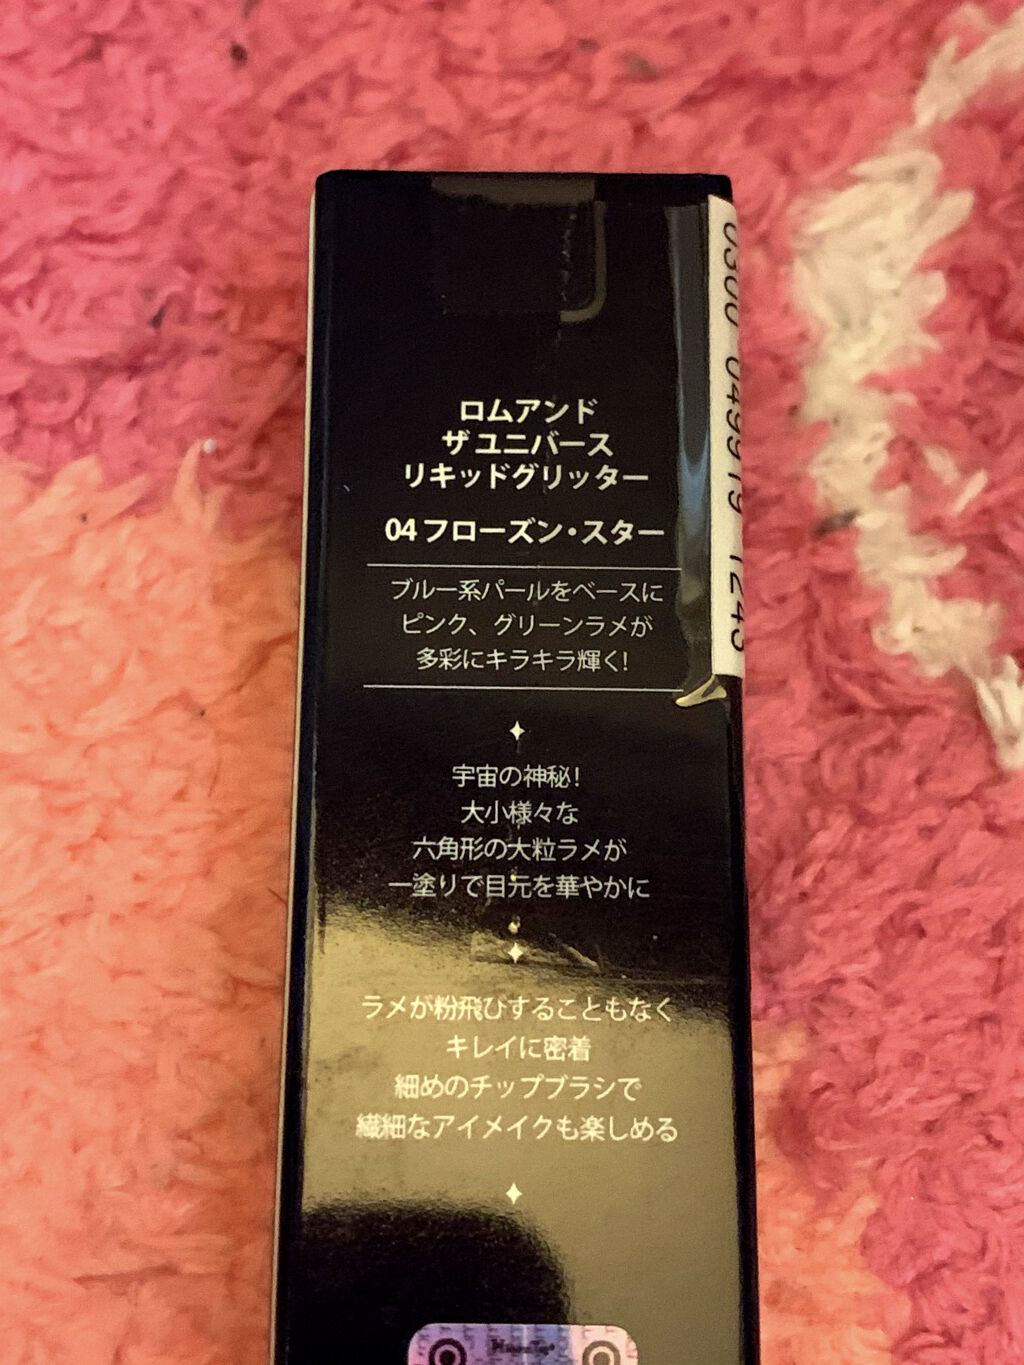 ロムアンド
ザ ユニバース
リキッドグリッター
04 フローズン・スター
ブルー系パールをベースに
ピンク、グリーンラメが
多彩にキラキラ輝く!
宇宙の神秘!
大小様々な
六角形の大粒ラメが
一塗りで目元を華やかに
ラメが粉飛びすることもなく
キレイに密着
細めのチップブラシで
繊細なアイメイクも楽しめる